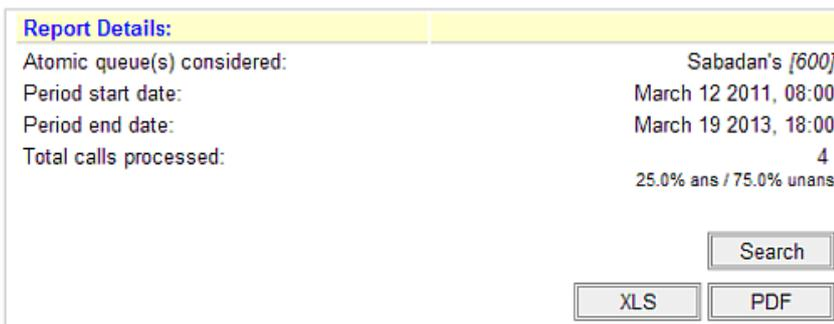 Report Details:
Atomic queue(s) considered: Sabadan's [600]
Period start date: March 12 2011, 08:00
Period end date: March 19 2013, 18:00
Total calls processed: 4
25.0% ans / 75.0% unans
Search
XLS PDF